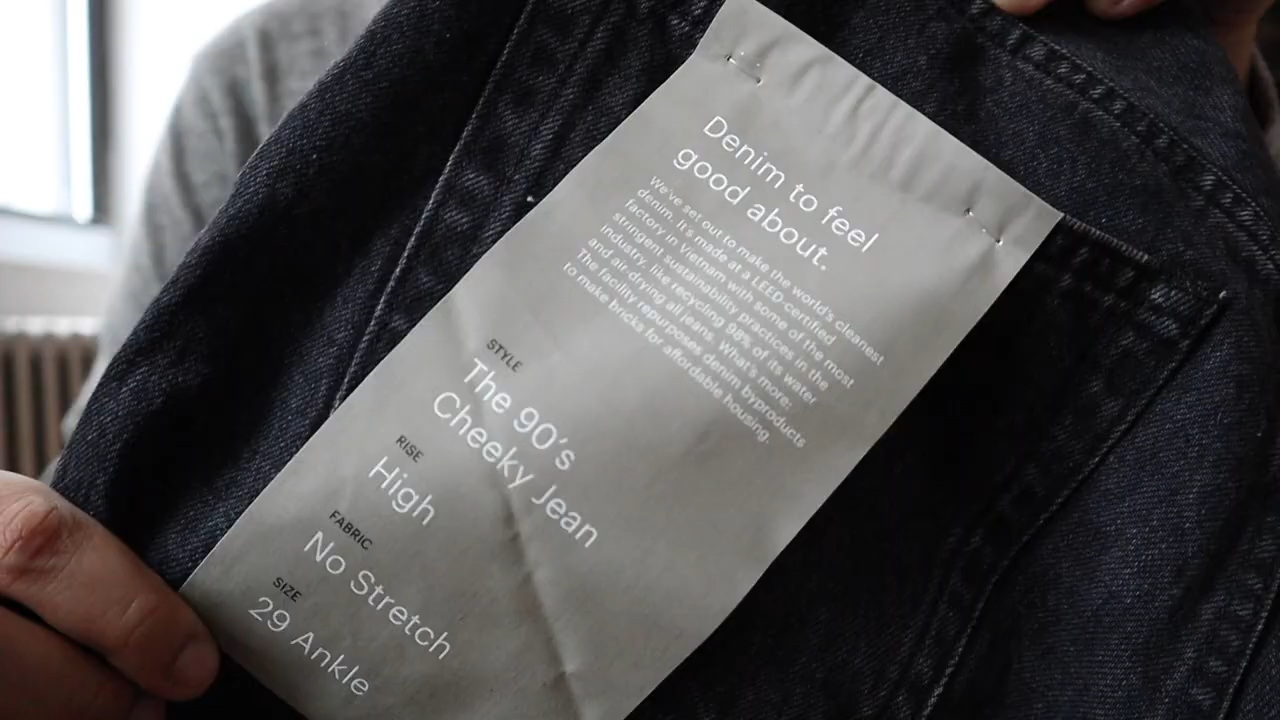 Denim to feel
good about.
We've set out to make the world's cleanest
denim. It's made at a LEED-certified
factory in Vietnam with some of the most
stringent sustainability practices in the
industry, like recycling 98% of its water
and air-drying all jeans. What's more:
The facility repurposes denim byproducts
to make bricks for affordable housing.
STYLE
The 90's
Cheeky Jean
RISE
High
FABRIC
No Stretch
SIZE
29 Ankle